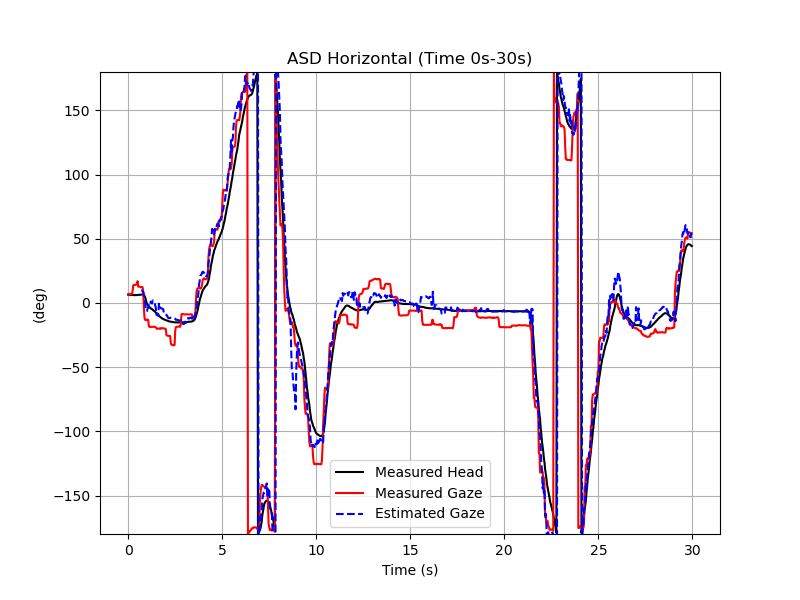 ASD Horizontal (Time 0s-30s)
150
100
50
0
−50
−100
−150
(deg)
Measured Head
Measured Gaze
Estimated Gaze
0 5 10 15 20 25 30
Time (s)